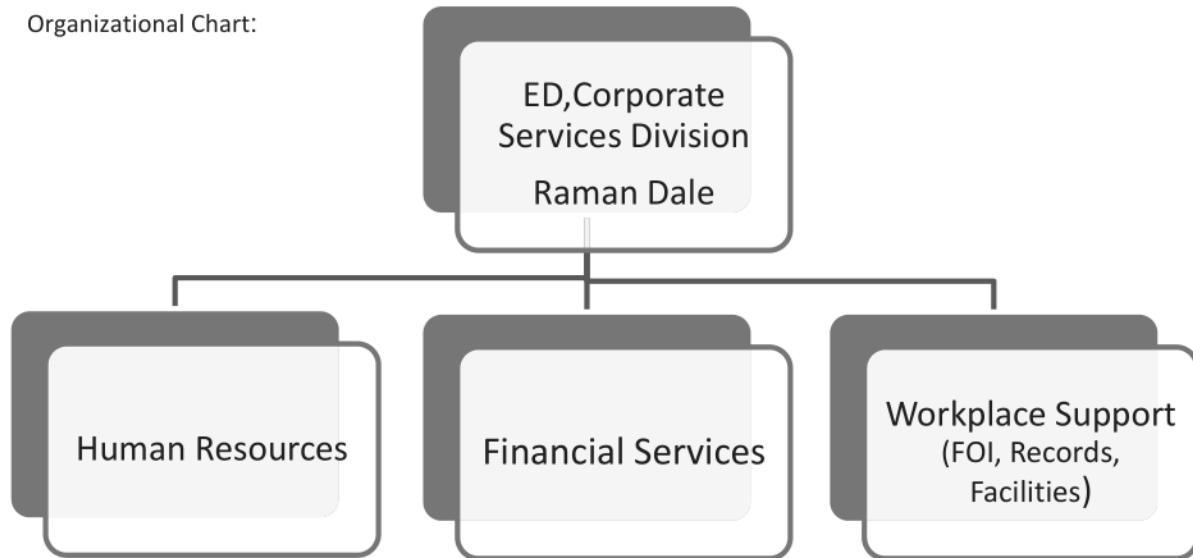 Organizational Chart:
ED,Corporate
Services Division
Raman Dale
Human Resources
Financial Services
Workplace Support
(FOI, Records,
Facilities)